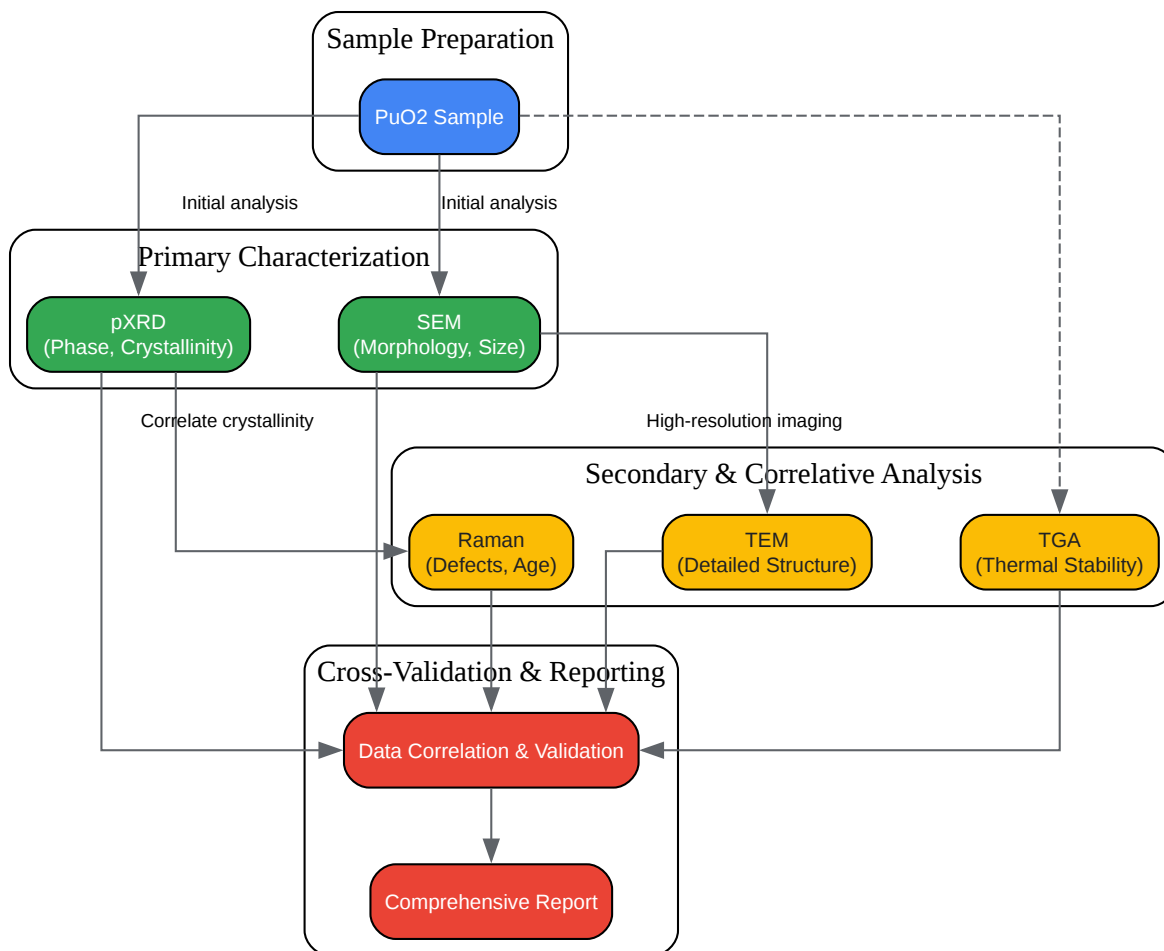 Sample Preparation
PuO2 Sample
Initial analysis
Initial analysis
Primary Characterization
pXRD
(Phase, Crystallinity)
SEM
(Morphology, Size)
Correlate crystallinity
High-resolution imaging
Secondary & Correlative Analysis
Raman
(Defects, Age)
TEM
(Detailed Structure)
TGA
(Thermal Stability)
Cross-Validation & Reporting
Data Correlation & Validation
Comprehensive Report